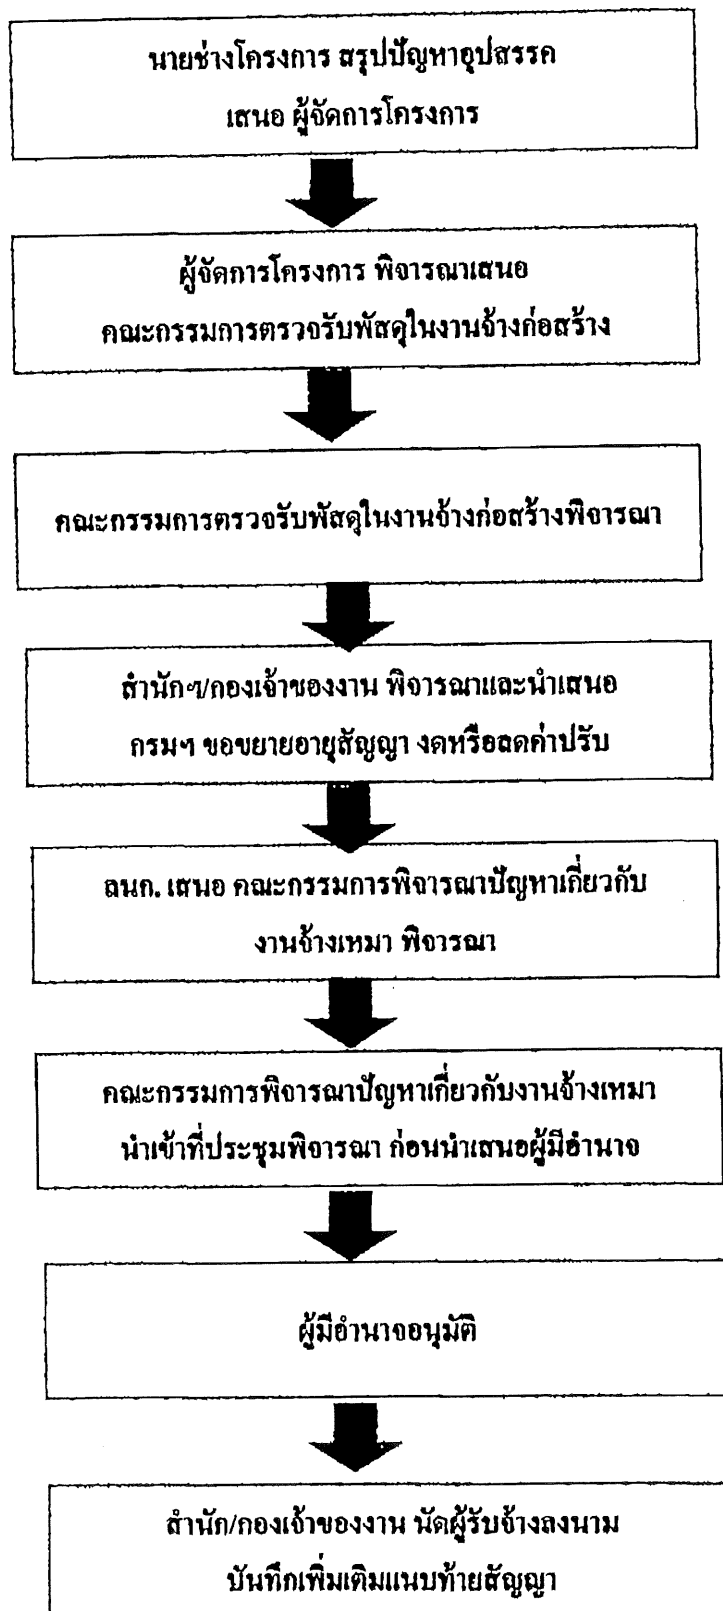 นายช่างโครงการ สรุปปัญหาอุปสรรค
เสนอ ผู้จัดการโครงการ
ผู้จัดการโครงการ พิจารณาเสนอ
คณะกรรมการตรวจรับพัสดุในงานจ้างก่อสร้าง
คณะกรรมการตรวจรับพัสดุในงานจ้างก่อสร้างพิจารณา
สำนักฯ/กองเจ้าของงาน พิจารณาและนำเสนอ
กรมฯ ขอขยายอายุสัญญา งดหรือลดค่าปรับ
ลนก. เสนอ คณะกรรมการพิจารณาปัญหาเกี่ยวกับ
งานจ้างเหมา พิจารณา
คณะกรรมการพิจารณาปัญหาเกี่ยวกับงานจ้างเหมา
นำเข้าที่ประชุมพิจารณา ก่อนนำเสนอผู้มีอำนาจ
ผู้มีอำนาจอนุมัติ
สำนัก/กองเจ้าของงาน นัดผู้รับจ้างลงนาม
บันทึกเพิ่มเติมแนบท้ายสัญญา